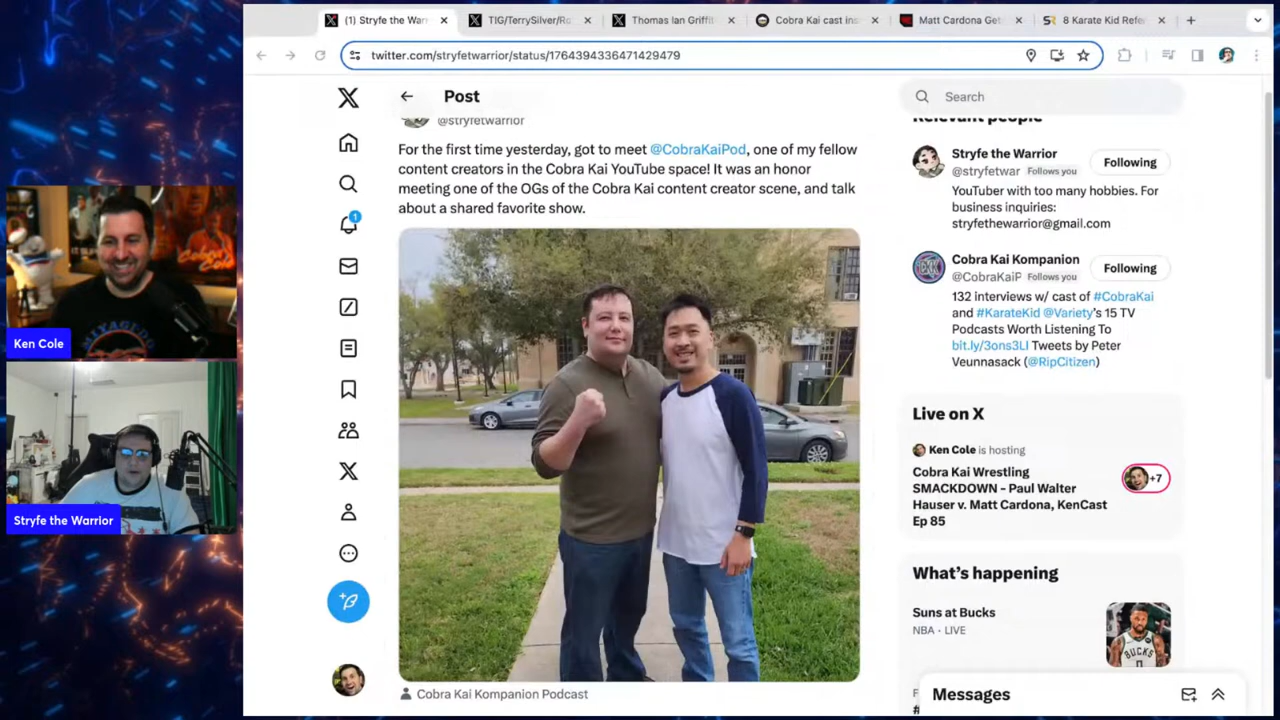 (1) Stryfe the Warr
TIG/TerrySilver/Ro
Thomas Ian Griffit
Cobra Kai cast ins
Matt Cardona Get
8 Karate Kid Refe
twitter.com/stryfetwarrior/status/1764394336471429479
Post
Search
@stryfetwarrior
For the first time yesterday, got to meet @CobraKaiPod, one of my fellow
content creators in the Cobra Kai YouTube space! It was an honor
meeting one of the OGs of the Cobra Kai content creator scene, and talk
about a shared favorite show.
1
Cobra Kai Kompanion Podcast
Relevant people
Stryfe the Warrior
@stryfetwar Follows you
Following
YouTuber with too many hobbies. For
business inquiries:
stryfethewarrior@gmail.com
Cobra Kai Kompanion
@CobraKaiP Follows you
Following
132 interviews w/ cast of #CobraKai
and #KarateKid @Variety's 15 TV
Podcasts Worth Listening To
bit.ly/3ons3LI Tweets by Peter
Veunnasack (@RipCitizen)
Live on X
Ken Cole is hosting
Cobra Kai Wrestling
SMACKDOWN - Paul Walter
Hauser v. Matt Cardona, KenCast
Ep 85
+7
What's happening
Suns at Bucks
NBA · LIVE
BUCKS
Messages
Ken Cole
Stryfe the Warrior